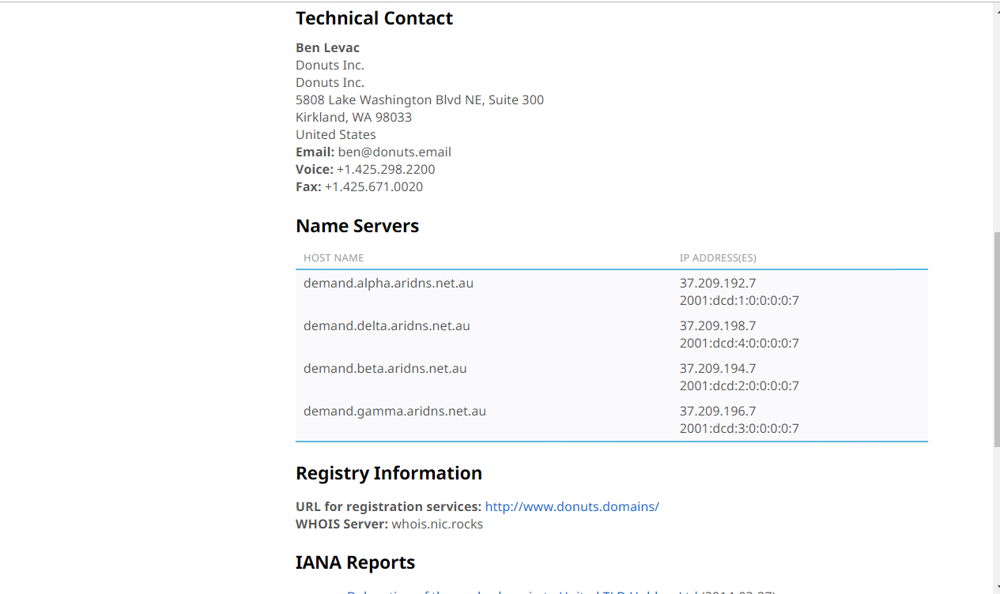 Technical Contact
Ben Levac
Donuts Inc.
Donuts Inc.
5808 Lake Washington Blvd NE, Suite 300
Kirkland, WA 98033
United States
Email: ben@donuts.email
Voice: +1.425.298.2200
Fax: +1.425.671.0020
Name Servers
HOST NAME IP ADDRESS(ES)
demand.alpha.aridns.net.au 37.209.192.7
2001:dcd:1:0:0:0:0:7
demand.delta.aridns.net.au 37.209.198.7
2001:dcd:4:0:0:0:0:7
demand.beta.aridns.net.au 37.209.194.7
2001:dcd:2:0:0:0:0:7
demand.gamma.aridns.net.au 37.209.196.7
2001:dcd:3:0:0:0:0:7
Registry Information
URL for registration services: http://www.donuts.domains/
WHOIS Server: whois.nic.rocks
IANA Reports